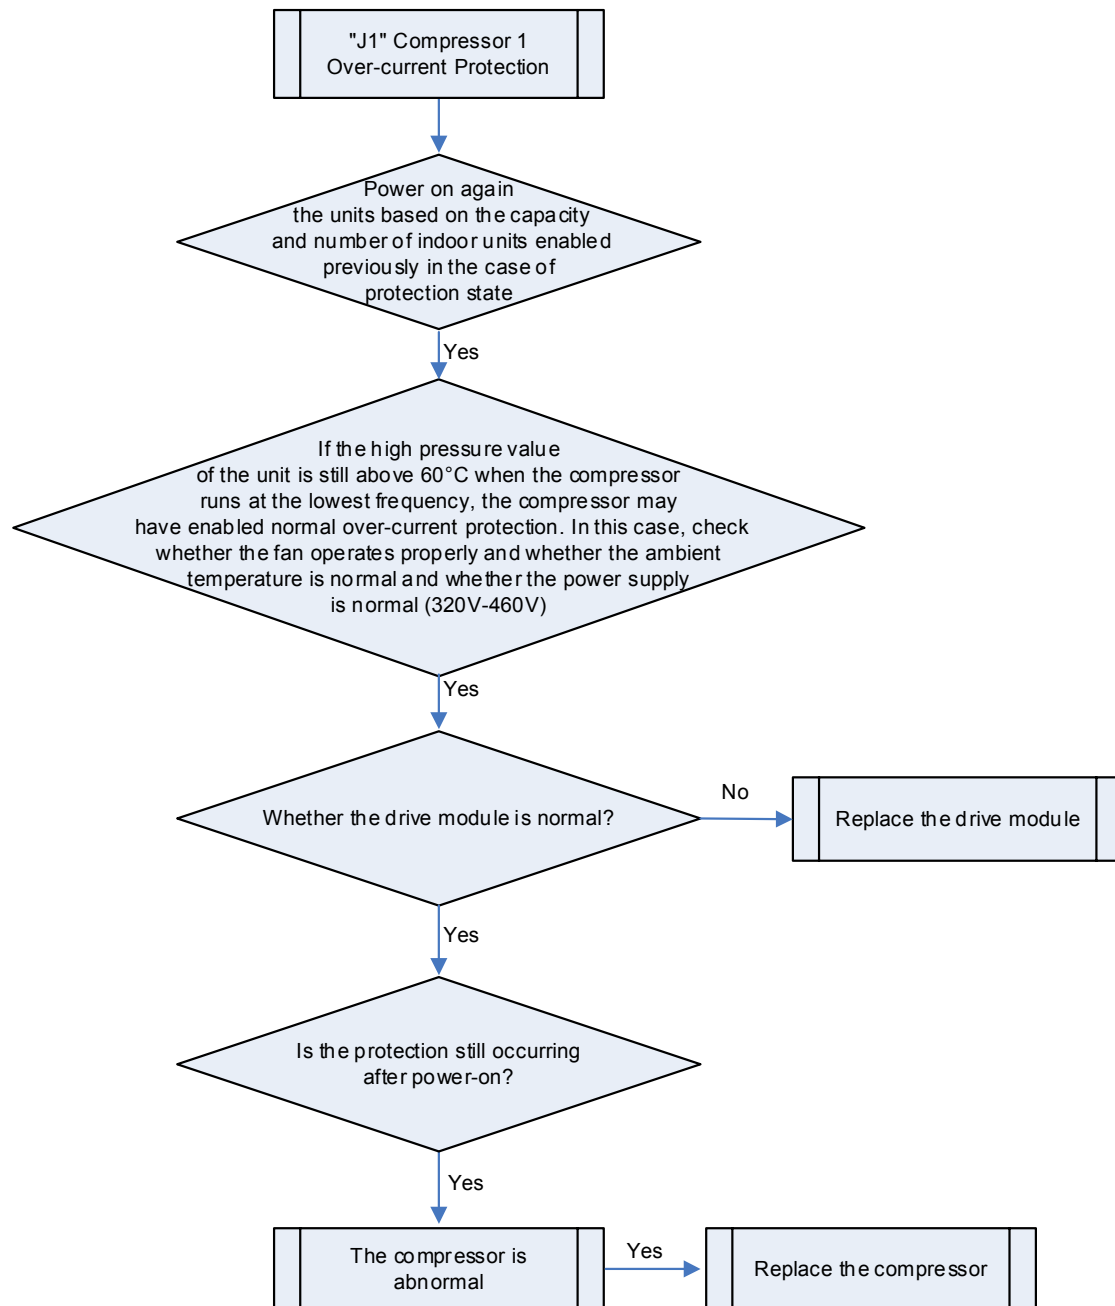 "J1" Compressor 1
Over-current Protection
Power on again
the units based on the capacity
and number of indoor units enabled
previously in the case of
protection state
Yes
If the high pressure value
of the unit is still above 60°C when the compressor
runs at the lowest frequency, the compressor may
have enabled normal over-current protection. In this case, check
whether the fan operates properly and whether the ambient
temperature is normal and whether the power supply
is normal (320V-460V)
Yes
Whether the drive module is normal?
No
Replace the drive module
Yes
Is the protection still occurring
after power-on?
Yes
The compressor is
abnormal
Yes
Replace the compressor